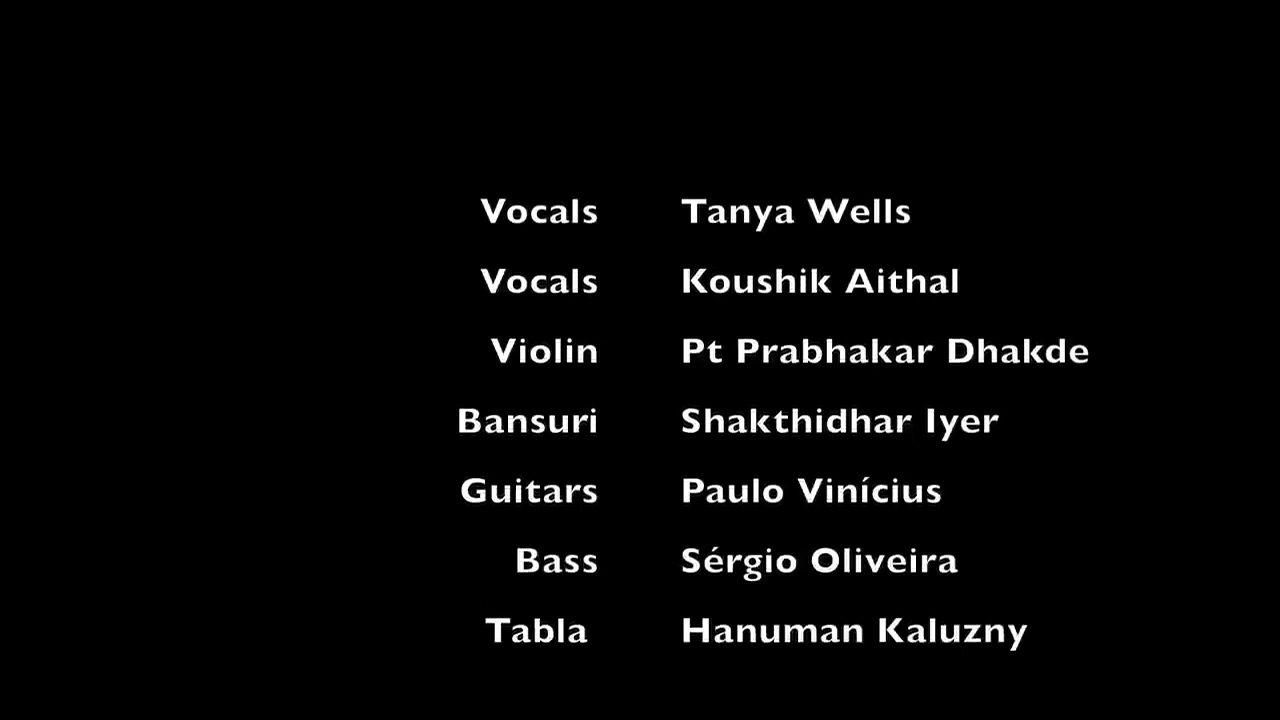 Vocals Tanya Wells
Vocals Koushik Aithal
Violin Pt Prabhakar Dhakde
Bansuri Shakthidhar Iyer
Guitars Paulo Vinícius
Bass Sérgio Oliveira
Tabla Hanuman Kaluzny